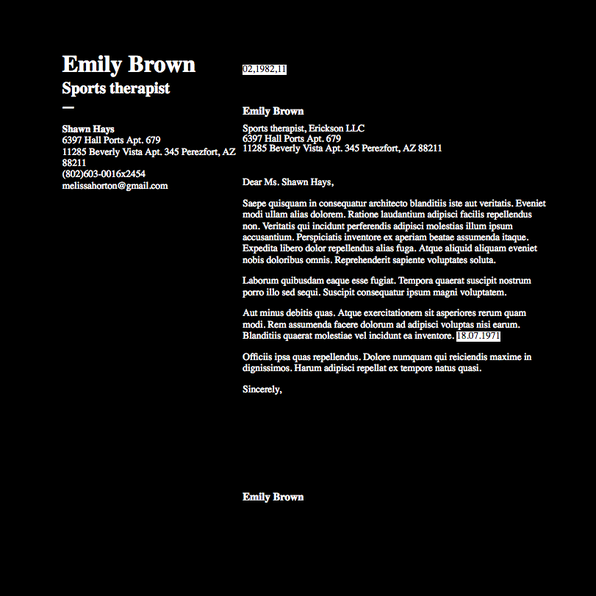 Emily Brown
Sports therapist
—
Shawn Hays
6397 Hall Ports Apt. 679
11285 Beverly Vista Apt. 345 Perezfort, AZ
88211
(802)603-0016x2454
melissahorton@gmail.com
02,1982,11
Emily Brown
Sports therapist, Erickson LLC
6397 Hall Ports Apt. 679
11285 Beverly Vista Apt. 345 Perezfort, AZ 88211
Dear Ms. Shawn Hays,
Saepe quisquam in consequatur architecto blanditiis iste aut veritatis. Eveniet
modi ullam alias dolorem. Ratione laudantium adipisci facilis repellendus
non. Veritatis qui incidunt perferendis adipisci molestias illum ipsum
accusantium. Perspiciatis inventore ex aperiam beatae assumenda itaque.
Expedita libero dolor repellendus alias fuga. Atque aliquid aliquam eveniet
nobis doloribus omnis. Reprehenderit sapiente voluptates soluta.
Laborum quibusdam eaque esse fugiat. Tempora quaerat suscipit nostrum
porro illo sed sequi. Suscipit consequatur ipsum magni voluptatem.
Aut minus debitis quas. Atque exercitationem sit asperiores rerum quam
modi. Rem assumenda facere dolorum ad adipisci voluptas nisi earum.
Blanditiis quaerat molestiae vel incidunt ea inventore. 18.07.1971
Officiis ipsa quas repellendus. Dolore numquam qui reiciendis maxime in
dignissimos. Harum adipisci repellat ex tempore natus quasi.
Sincerely,
Emily Brown